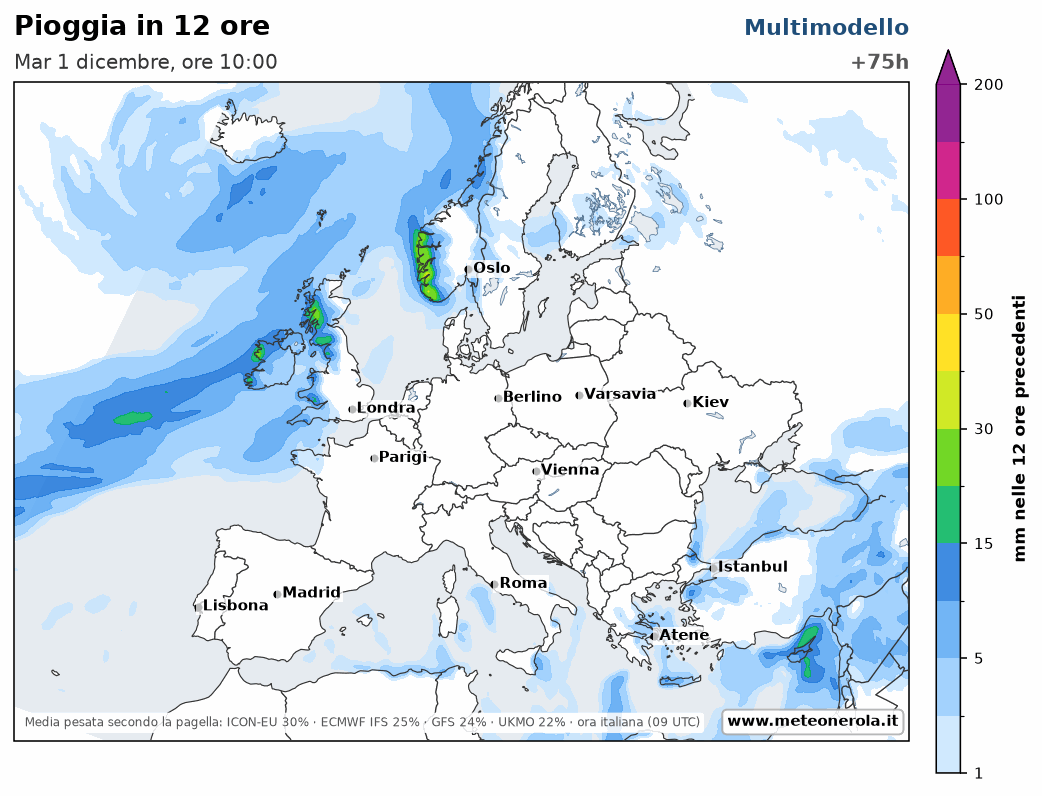 Pioggia in 12 ore
Multimodello
Mar 1 dicembre, ore 10:00
+75h
200
100
50
30
15
5
1
mm nelle 12 ore precedenti
Oslo
Berlino
Varsavia
Kiev
Londra
Parigi
Vienna
Istanbul
Roma
Madrid
Lisbona
Atene
Media pesata secondo la pagella: ICON-EU 30% · ECMWF IFS 25% · GFS 24% · UKMO 22% · ora italiana (09 UTC)
www.meteonerola.it